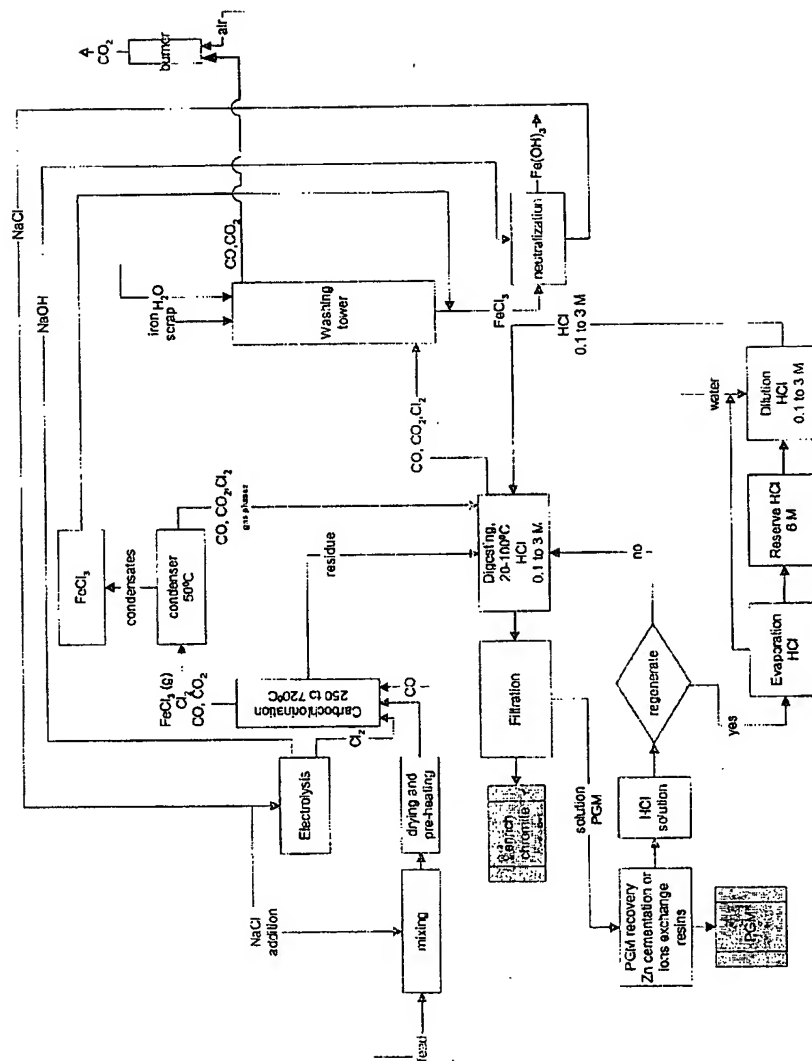 CO₂
burner
air
NaCl
NaOH
CO,CO₂
iron
scrap
H₂O
Washing
tower
FeCl₃
neutralization
Fe(OH)₃
FeCl₃
condensates
condenser
50ºC
CO, CO₂,Cl₂
gas phases
CO, CO₂,Cl₂
HCl
0.1 to 3 M
FeCl₃ (g)
Cl₂
CO, CO₂
residue
Carbochlorination
250 to 720ºC
CO
Cl₂
Electrolysis
drying and
pre-heating
NaCl
addition
mixing
feed
Digesting,
20-100ºC
HCl
0.1 to 3 M
Filtration
chromite
solution
PGM
PGM recovery
Zn cementation or
Ions exchange
resins
PGM
HCl
solution
regenerate
no
yes
Evaporation
HCl
Reserve HCl
6 M
Dilution
HCl
0.1 to 3 M
water